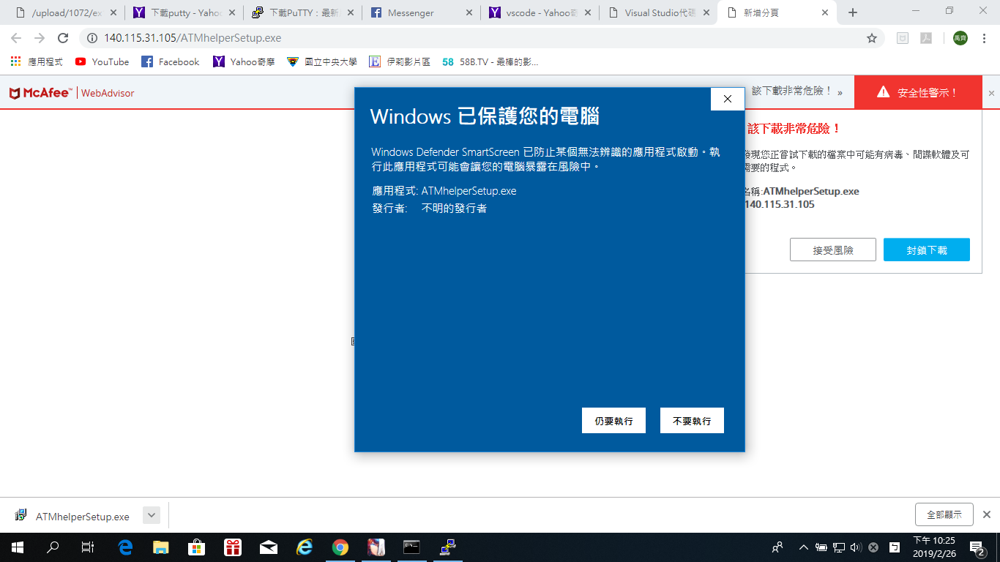 /upload/1072/ex
下載putty - Yahoo
下載PuTTY：最新
Messenger
vscode - Yahoo奇
Visual Studio代碼
新增分頁
140.115.31.105/ATMhelperSetup.exe
應用程式
YouTube
Facebook
Yahoo奇摩
國立中央大學
伊莉影片區
58 58B.TV - 最棒的影...
McAfee™ | WebAdvisor
該下載非常危險！ »
安全性警示！
Windows 已保護您的電腦
Windows Defender SmartScreen 已防止某個無法辨識的應用程式啟動。執
行此應用程式可能會讓您的電腦暴露在風險中。
應用程式: ATMhelperSetup.exe
發行者: 不明的發行者
仍要執行
不要執行
該下載非常危險！
發現您正嘗試下載的檔案中可能有病毒、間諜軟體及可
需要的程式。
名稱:ATMhelperSetup.exe
140.115.31.105
接受風險
封鎖下載
ATMhelperSetup.exe
全部顯示
下午 10:25
2019/2/26
2